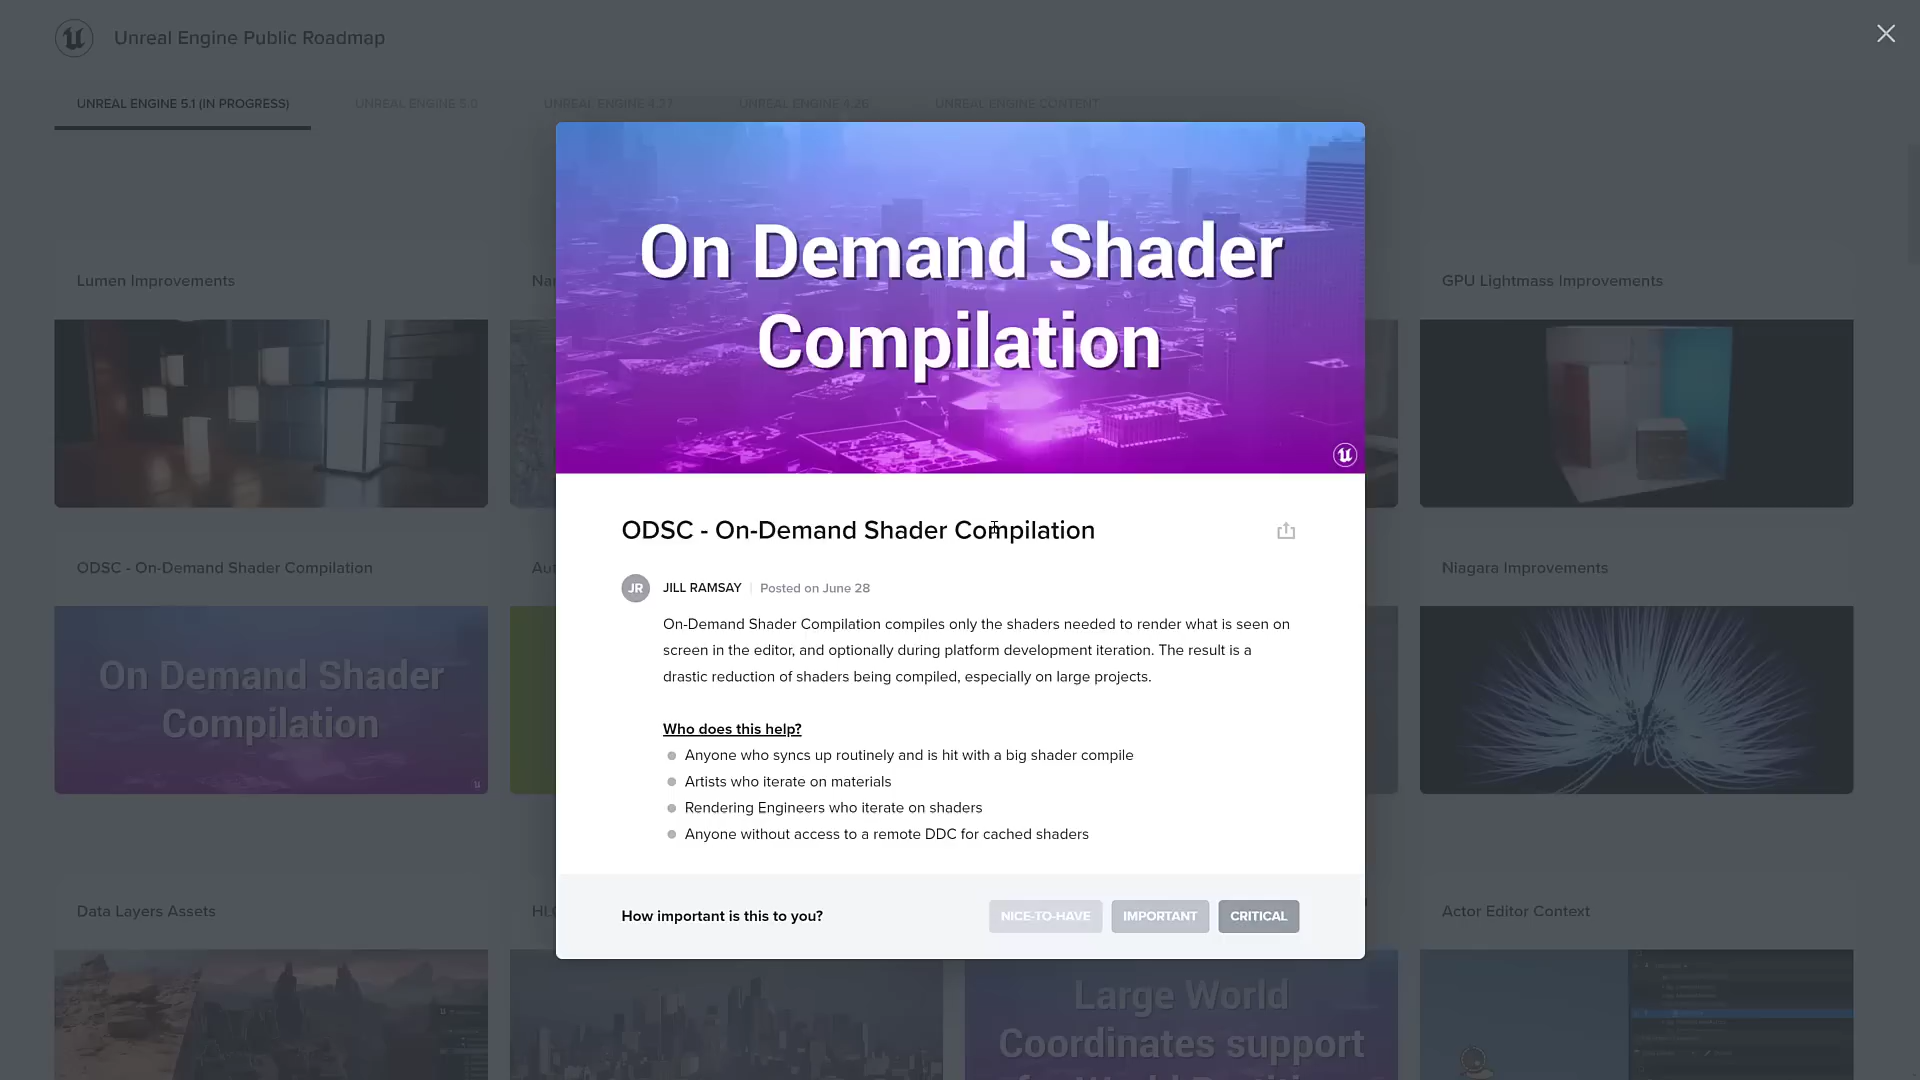 Unreal Engine Public Roadmap
UNREAL ENGINE 5.1 (IN PROGRESS)
UNREAL ENGINE 5.0
UNREAL ENGINE 4.27
UNREAL ENGINE 4.26
UNREAL ENGINE CONTENT
On Demand Shader
Compilation
Lumen Improvements
Nan
GPU Lightmass Improvements
ODSC - On-Demand Shader Compilation
JR JILL RAMSAY | Posted on June 28
On-Demand Shader Compilation compiles only the shaders needed to render what is seen on
screen in the editor, and optionally during platform development iteration. The result is a
drastic reduction of shaders being compiled, especially on large projects.
Who does this help?
Anyone who syncs up routinely and is hit with a big shader compile
Artists who iterate on materials
Rendering Engineers who iterate on shaders
Anyone without access to a remote DDC for cached shaders
How important is this to you?
NICE-TO-HAVE
IMPORTANT
CRITICAL
ODSC - On-Demand Shader Compilation
Aut
Niagara Improvements
On Demand Shader
Compilation
Data Layers Assets
HL
Actor Editor Context
Large World
Coordinates support